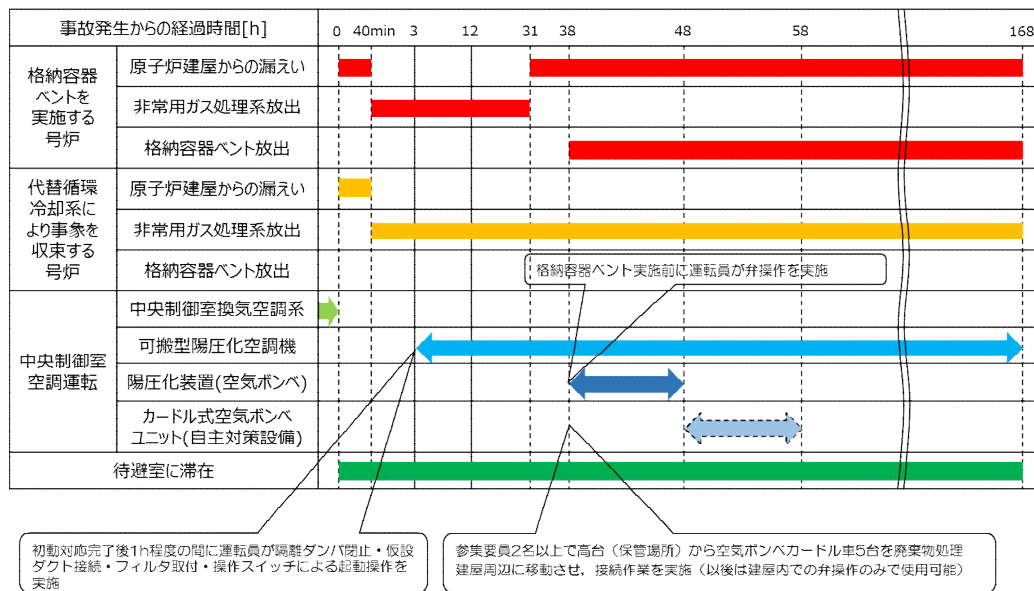 事故発生からの経過時間[h]
0 40min 3 12 31 38 48 58 168
格納容器
ベントを
実施する
号炉
原子炉建屋からの漏えい
非常用ガス処理系放出
格納容器ベント放出
代替循環
冷却系に
より事象を
収束する
号炉
原子炉建屋からの漏えい
非常用ガス処理系放出
格納容器ベント放出
格納容器ベント実施前に運転員が弁操作を実施
中央制御室
空調運転
中央制御室換気空調系
可搬型陽圧化空調機
陽圧化装置(空気ボンベ)
カードル式空気ボンベ
ユニット(自主対策設備)
待避室に滞在
初動対応完了後1h程度の間に運転員が隔離ダンパ閉止・仮設
ダクト接続・フィルタ取付・操作スイッチによる起動操作を
実施
参集要員2名以上で高台（保管場所）から空気ボンベカードル車5台を廃棄物処理
建屋周辺に移動させ，接続作業を実施（以後は建屋内での弁操作のみで使用可能）